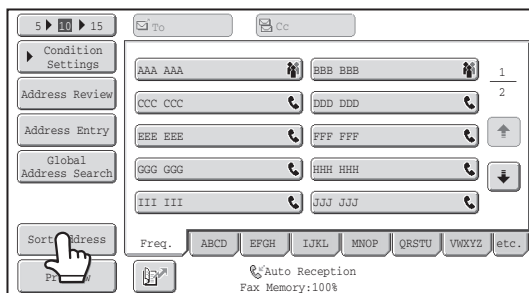 5 10 15
To
Cc
Condition
Settings
Address Review
Address Entry
Global
Address Search
AAA AAA
BBB BBB
CCC CCC
DDD DDD
EEE EEE
FFF FFF
GGG GGG
HHH HHH
III III
JJJ JJJ
1
2
Freq.
ABCD
EFGH
IJKL
MNOP
QRSTU
VWXYZ
etc.
Auto Reception
Fax Memory:100%